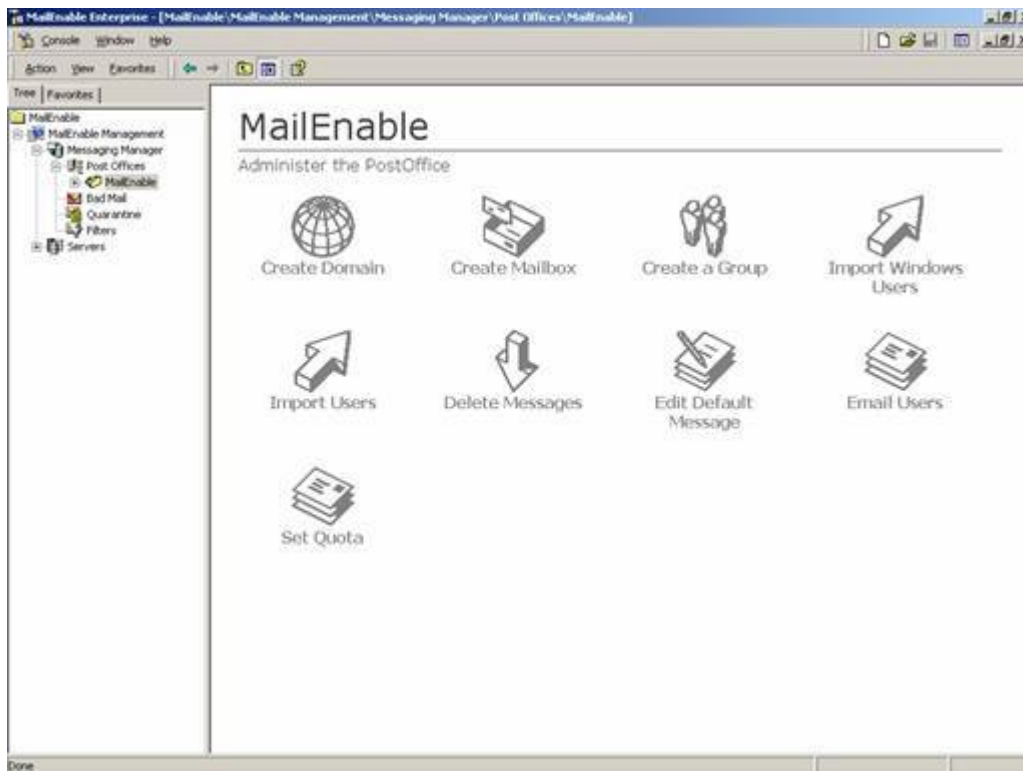 MailEnable Enterprise - [MailEnable\MailEnable Management\Messaging Manager\Post Offices\MailEnable]
Console Window Help
Action View Favorites
Tree Favorites
MailEnable
MailEnable Management
Messaging Manager
Post Offices
MailEnable
Bad Mail
Quarantine
Filters
Servers
MailEnable
Administer the PostOffice
Create Domain
Create Mailbox
Create a Group
Import Windows
Users
Import Users
Delete Messages
Edit Default
Message
Email Users
Set Quota
Done